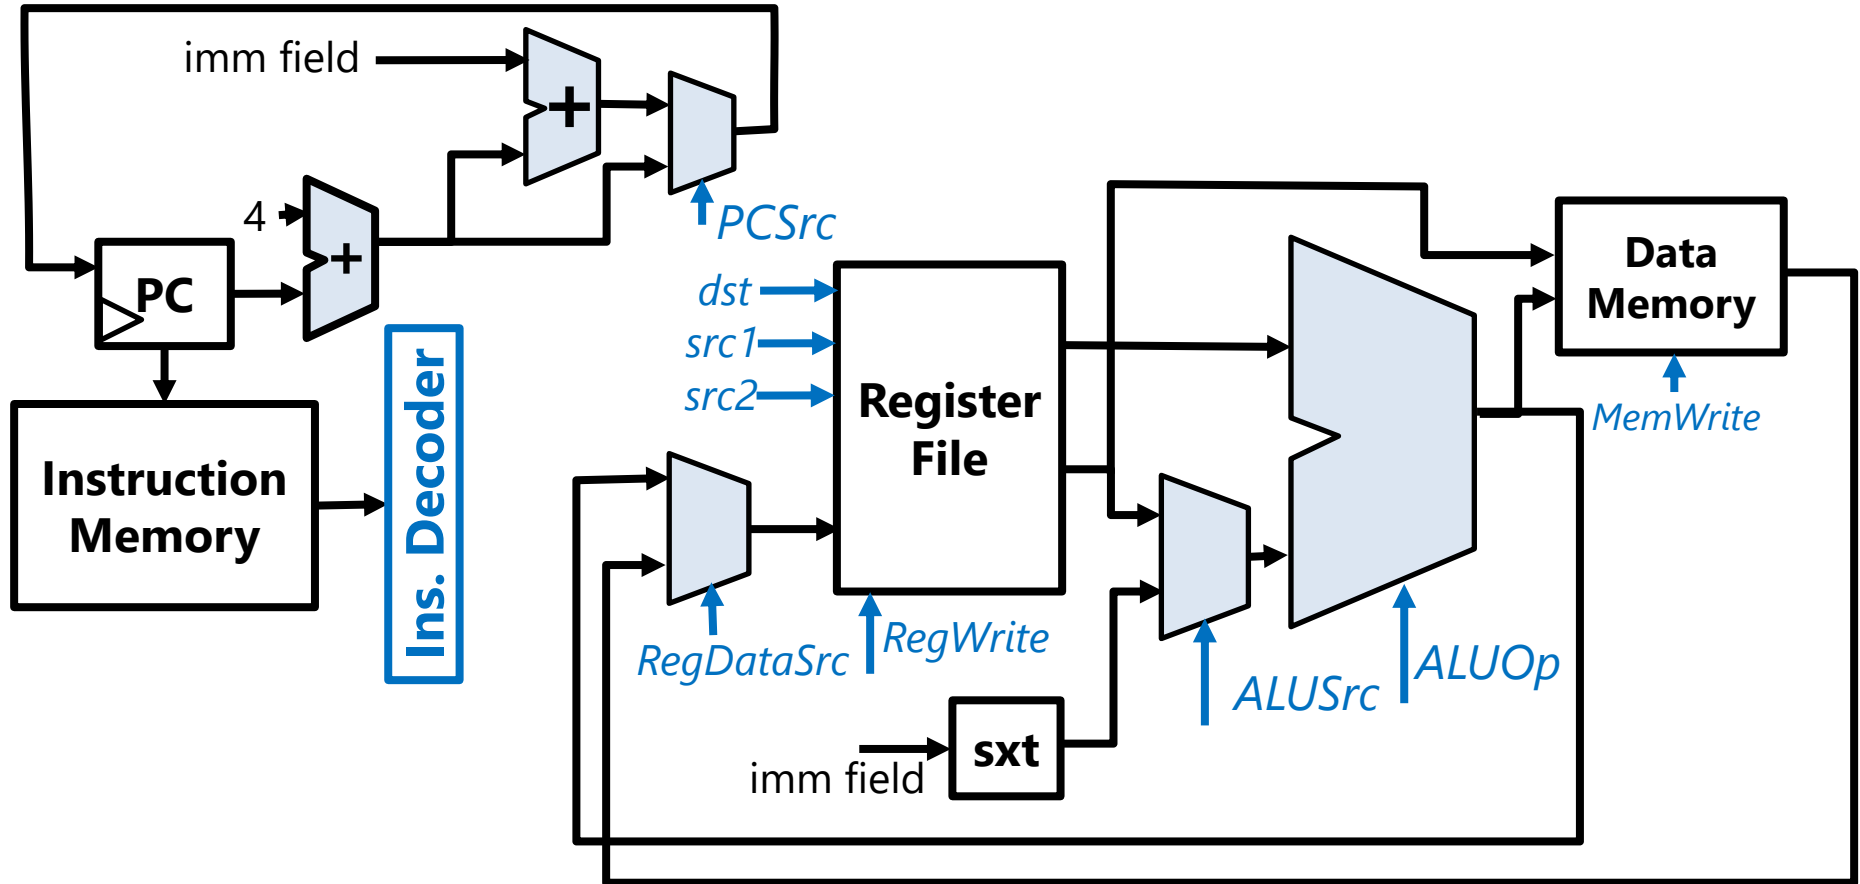 imm field
+
PCSrc
4
+
PC
dst
src1
src2
Register
File
Data
Memory
MemWrite
Instruction
Memory
Ins. Decoder
RegDataSrc
RegWrite
ALUSrc
ALUOp
sxt
imm field